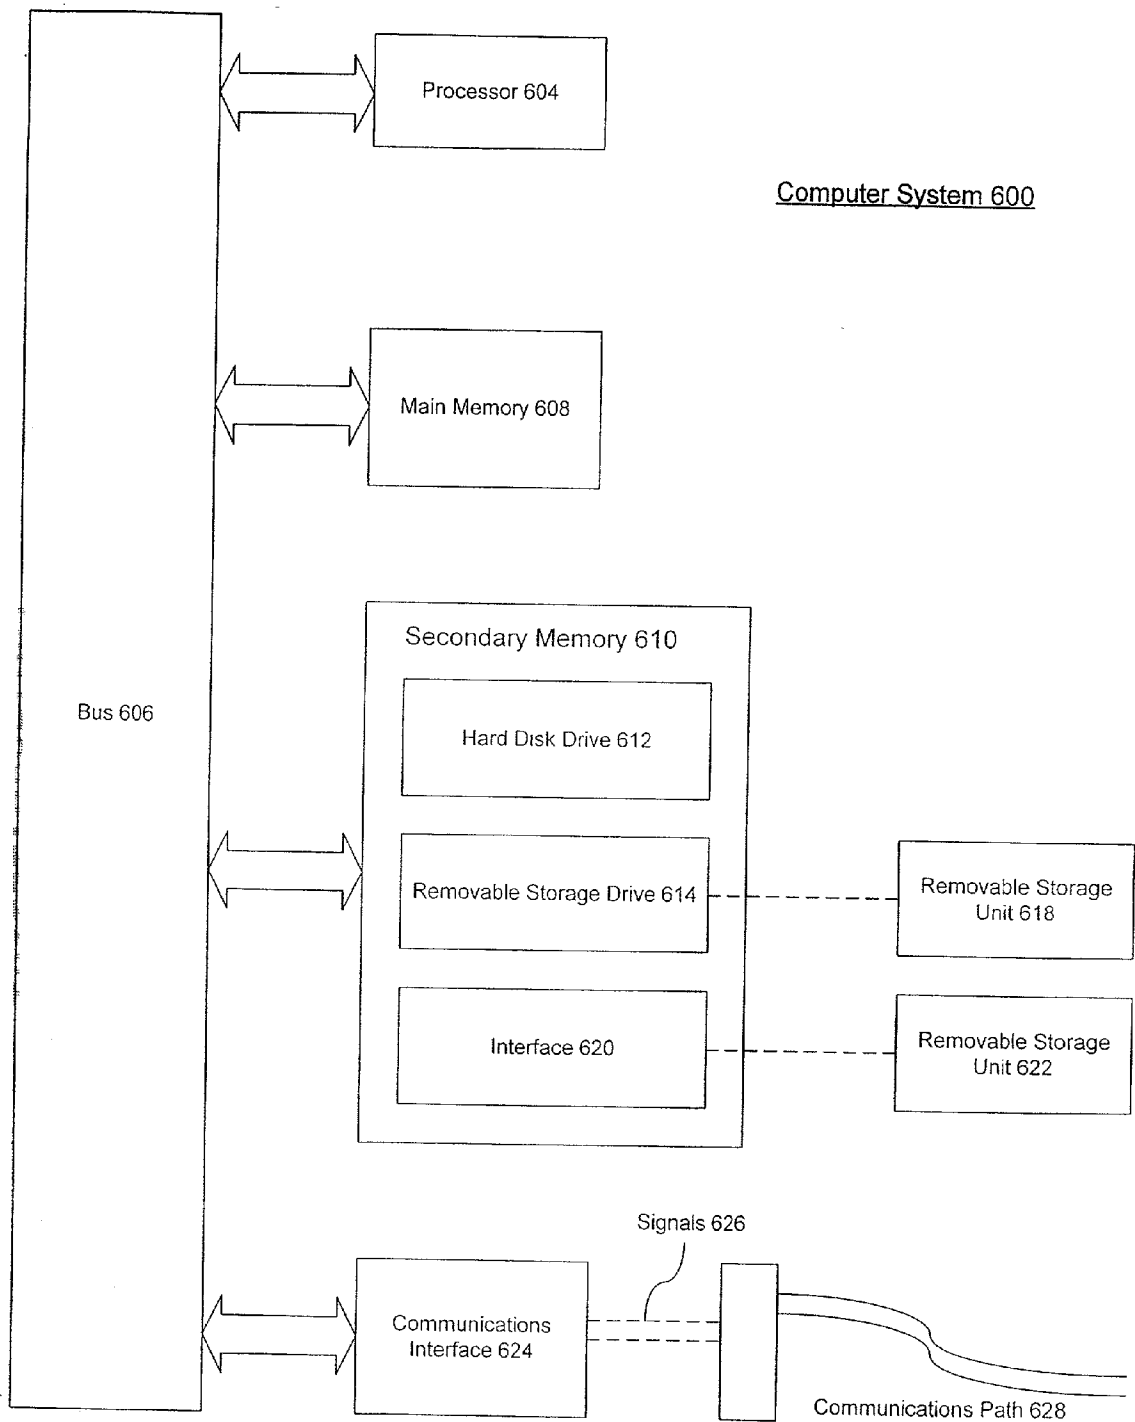 Processor 604
Computer System 600
Main Memory 608
Secondary Memory 610
Bus 606
Hard Disk Drive 612
Removable Storage Drive 614
Removable Storage
Unit 618
Interface 620
Removable Storage
Unit 622
Signals 626
Communications
Interface 624
Communications Path 628